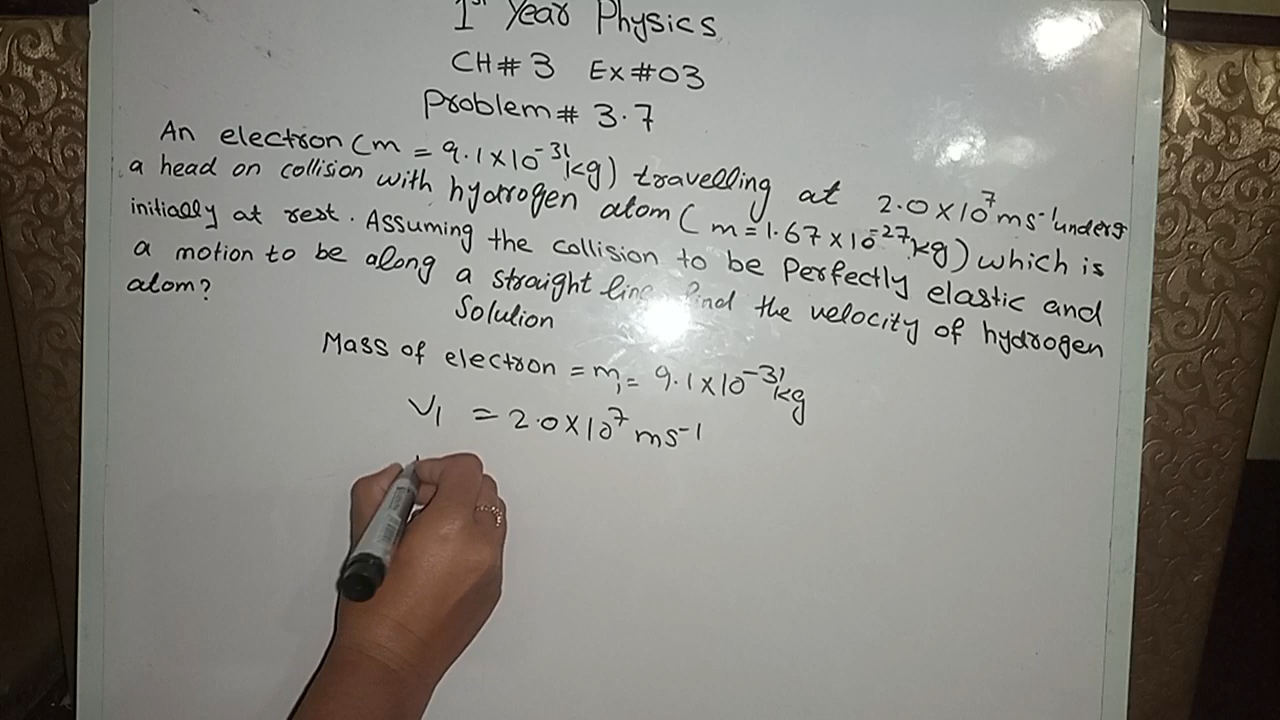 1st Year Physics
CH# 3 Ex#03
Problem# 3.7
An electron (m = 9.1×10⁻³¹kg) travelling at 2.0×10⁷ms⁻¹ undergo
a head on collision with hydrogen atom (m=1.67×10⁻²⁷kg) which is
initially at rest. Assuming the collision to be Perfectly elastic and
a motion to be along a straight line find the velocity of hydrogen
atom?
Solution
Mass of electron = m₁= 9.1×10⁻³¹kg
V₁ = 2.0×10⁷ ms⁻¹